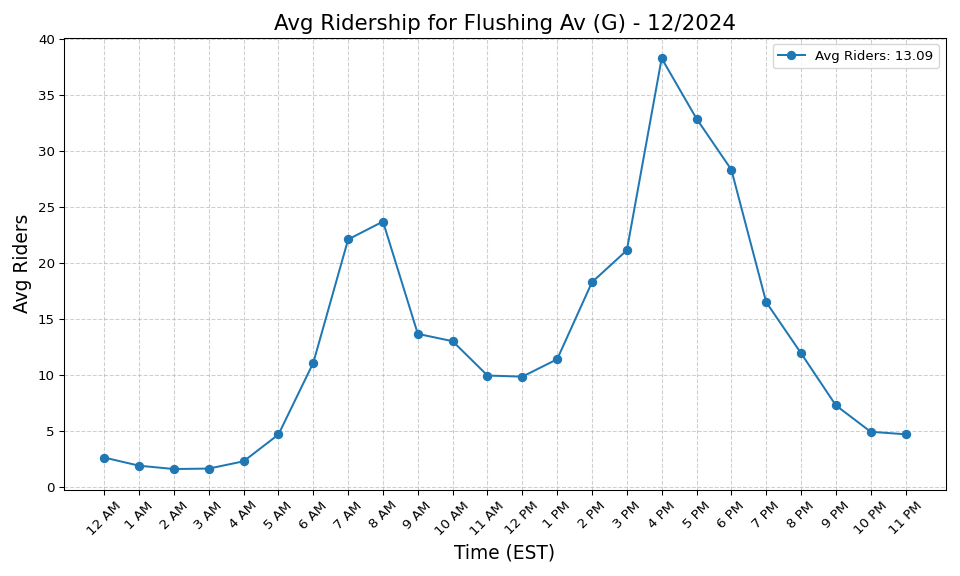 Avg Ridership for Flushing Av (G) - 12/2024
Avg Riders: 13.09
Avg Riders
40
35
30
25
20
15
10
5
0
12 AM
1 AM
2 AM
3 AM
4 AM
5 AM
6 AM
7 AM
8 AM
9 AM
10 AM
11 AM
12 PM
1 PM
2 PM
3 PM
4 PM
5 PM
6 PM
7 PM
8 PM
9 PM
10 PM
11 PM
Time (EST)